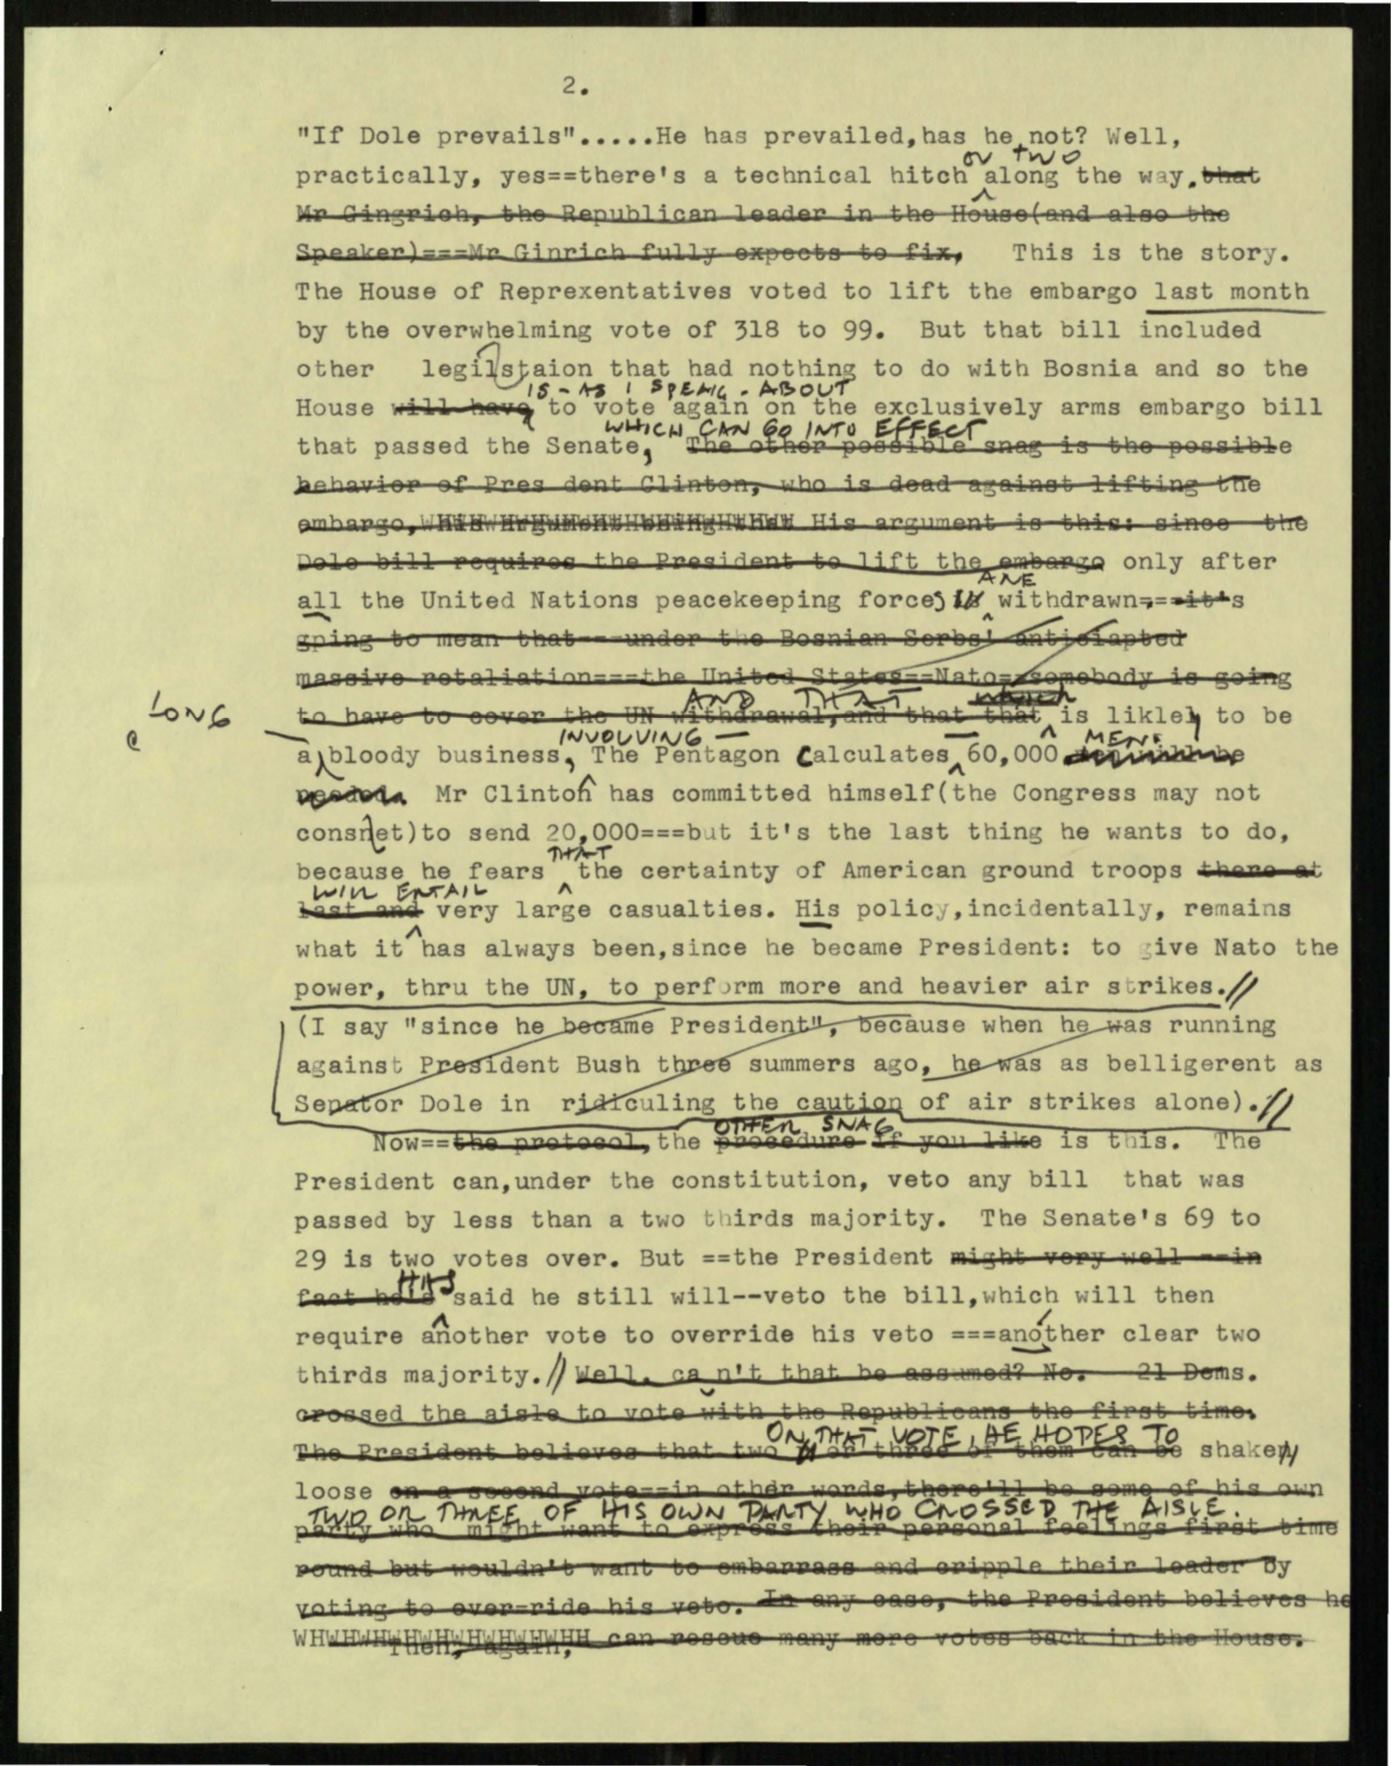 2.
"If Dole prevails".....He has prevailed,has he not? Well,
or two
practically, yes==there's a technical hitch along the way. that
Mr Gingrich, the Republican leader in the House(and also the
Speaker)===Mr Ginrich fully expects to fix, This is the story.
The House of Reprexentatives voted to lift the embargo last month
by the overwhelming vote of 318 to 99. But that bill included
other legilstaion that had nothing to do with Bosnia and so the
IS - AS I SPEAK - ABOUT
House will have to vote again on the exclusively arms embargo bill
WHICH CAN GO INTO EFFECT
that passed the Senate, The other possible snag is the possible
behavior of Pres dent Clinton, who is dead against lifting the
embargo, His argument is this: since the
Dole bill requires the President to lift the embargo only after
ARE
all the United Nations peacekeeping forces withdrawn===it's
gping to mean that===under the Bosnian Serbs' anticiapted
massive retaliation===the United States==Nato==somebody is going
AND THAT which
LONG
to have to cover the UN withdrawal,and that that is likley to be
INVOLVING — MEN.
a bloody business, The Pentagon calculates 60,000 men will be
needed. Mr Clinton has committed himself(the Congress may not
consnet)to send 20,000===but it's the last thing he wants to do,
THAT
because he fears the certainty of American ground troops there at
WILL ENTAIL
last and very large casualties. His policy,incidentally, remains
what it has always been,since he became President: to give Nato the
power, thru the UN, to perform more and heavier air strikes.//
(I say "since he became President", because when he was running
against President Bush three summers ago, he was as belligerent as
Senator Dole in ridiculing the caution of air strikes alone).//
OTHER SNAG
Now==the protocol, the procedure if you like is this. The
President can,under the constitution, veto any bill that was
passed by less than a two thirds majority. The Senate's 69 to
29 is two votes over. But ==the President might very well ==in
HAS
fact he's said he still will--veto the bill,which will then
require another vote to override his veto ===another clear two
thirds majority.// Well, ca n't that be assumed? No. 21 Dems.
crossed the aisle to vote with the Republicans the first time.
ON THAT VOTE, HE HOPES TO
The President believes that two or three of them can be shaken
loose on a second vote==in other words,there'll be some of his own
TWO OR THREE OF HIS OWN PARTY WHO CROSSED THE AISLE.
party who might want to express their personal feelings first time
round but wouldn't want to embarrass and cripple their leader by
voting to over=ride his veto. In any case, the President believes he
WHWHWHWHWHWHWHWHWHH can rescue many more votes back in the House.
Then, again,